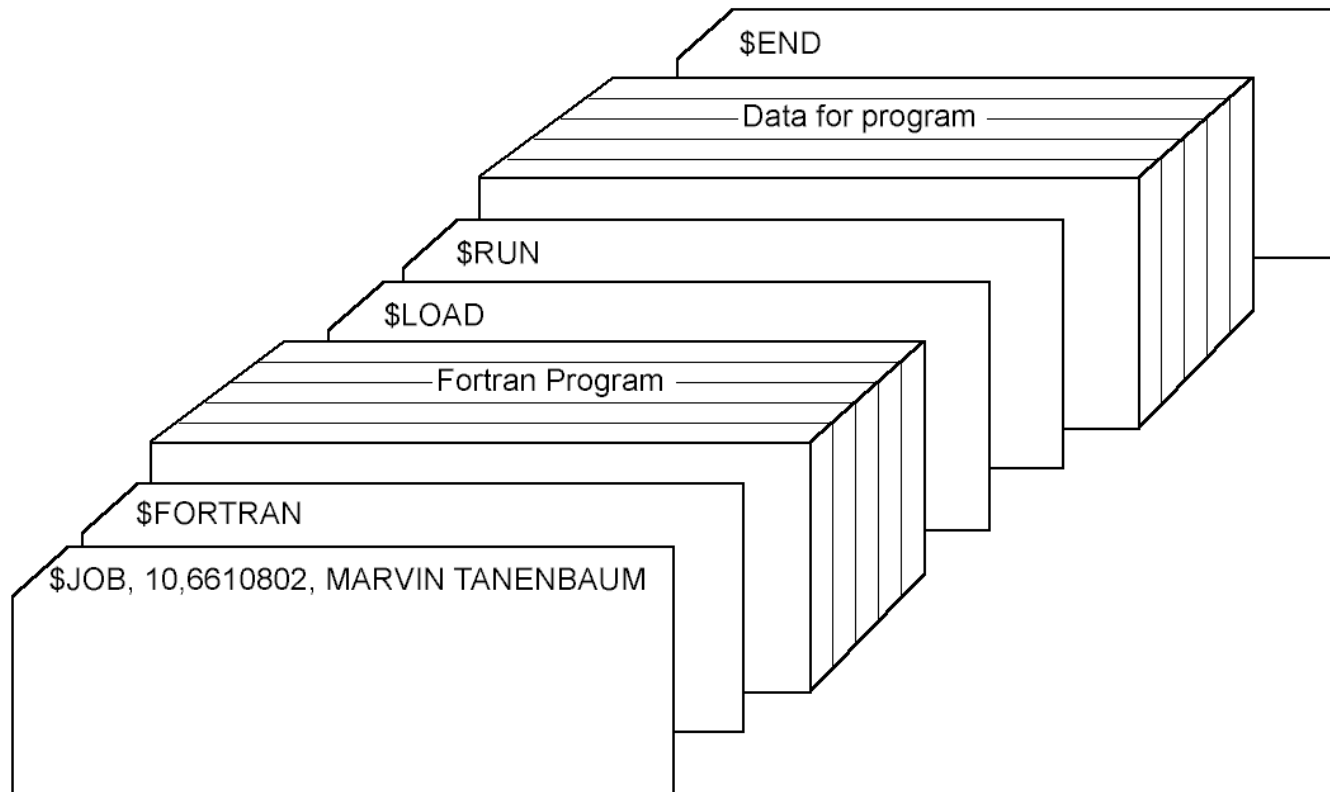 $END
Data for program
$RUN
$LOAD
Fortran Program
$FORTRAN
$JOB, 10,6610802, MARVIN TANENBAUM